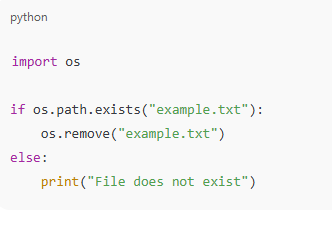 python
import os
if os.path.exists("example.txt"):
    os.remove("example.txt")
else:
    print("File does not exist")